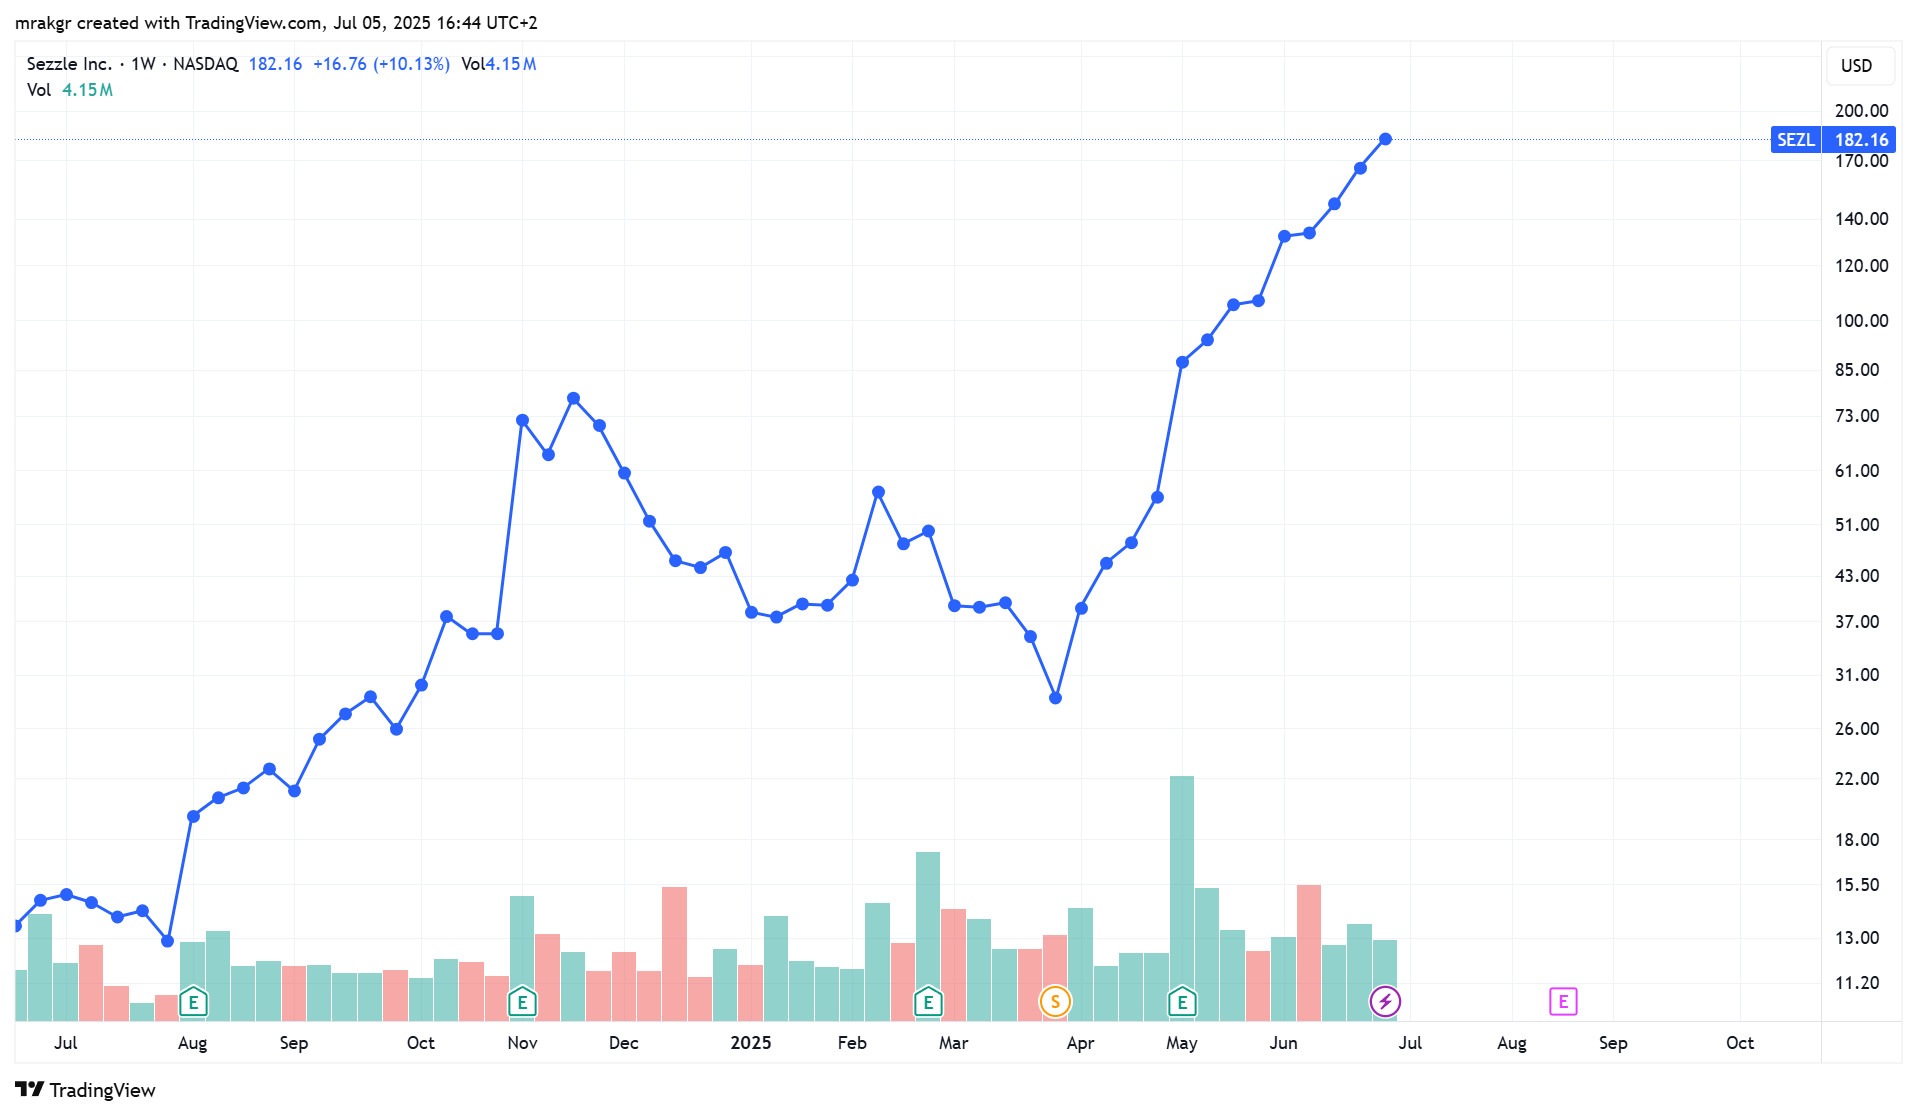 mrakgr created with TradingView.com, Jul 05, 2025 16:44 UTC+2
Sezzle Inc. · 1W · NASDAQ 182.16 +16.76 (+10.13%) Vol4.15M
Vol 4.15M
USD
200.00
SEZL 182.16
170.00
140.00
120.00
100.00
85.00
73.00
61.00
51.00
43.00
37.00
31.00
26.00
22.00
18.00
15.50
13.00
11.20
E E E S E E
Jul Aug Sep Oct Nov Dec 2025 Feb Mar Apr May Jun Jul Aug Sep Oct
TradingView